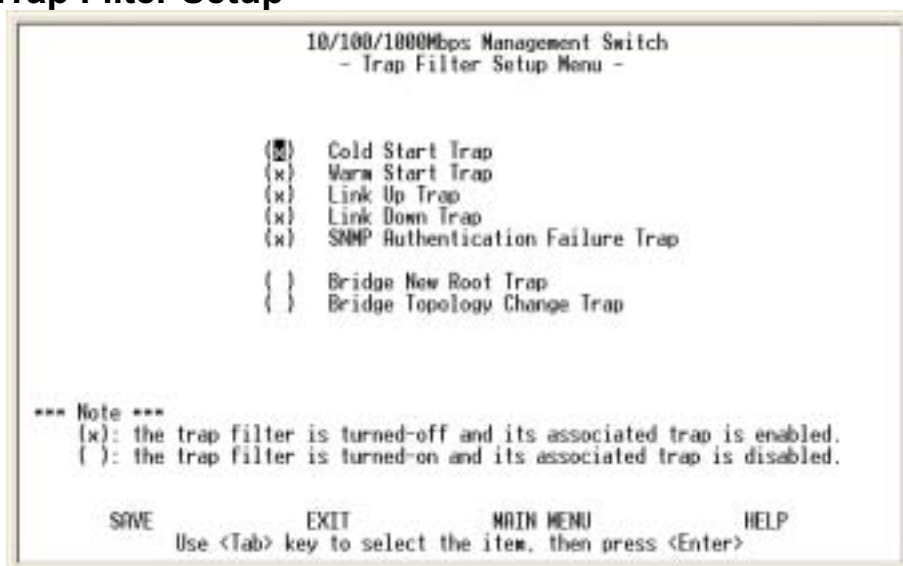 Trap Filter Setup
10/100/1000Mbps Management Switch
- Trap Filter Setup Menu -
(x) Cold Start Trap
(x) Warm Start Trap
(x) Link Up Trap
(x) Link Down Trap
(x) SNMP Authentication Failure Trap
( ) Bridge New Root Trap
( ) Bridge Topology Change Trap
*** Note ***
(x): the trap filter is turned-off and its associated trap is enabled.
( ): the trap filter is turned-on and its associated trap is disabled.
SAVE EXIT MAIN MENU HELP
Use <Tab> key to select the item, then press <Enter>